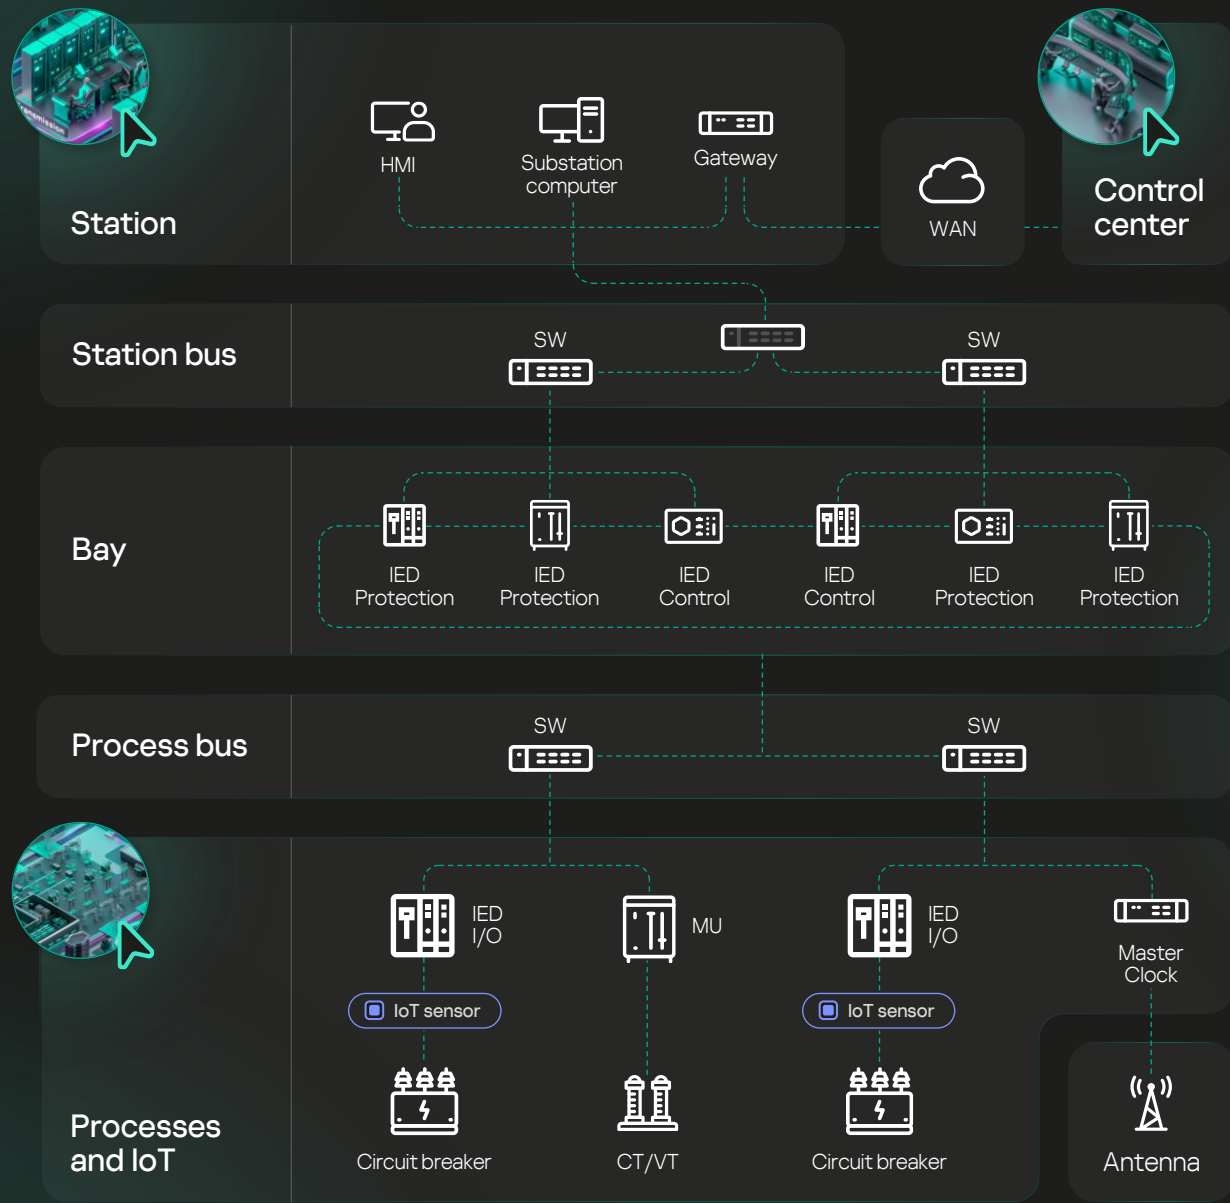 HMI
Substation
computer
Gateway
Station
WAN
Control
center
Station bus
SW
SW
Bay
IED
Protection
IED
Protection
IED
Control
IED
Control
IED
Protection
IED
Protection
Process bus
SW
SW
IED
I/O
MU
IED
I/O
Master
Clock
IoT sensor
IoT sensor
Processes
and IoT
Circuit breaker
CT/VT
Circuit breaker
Antenna